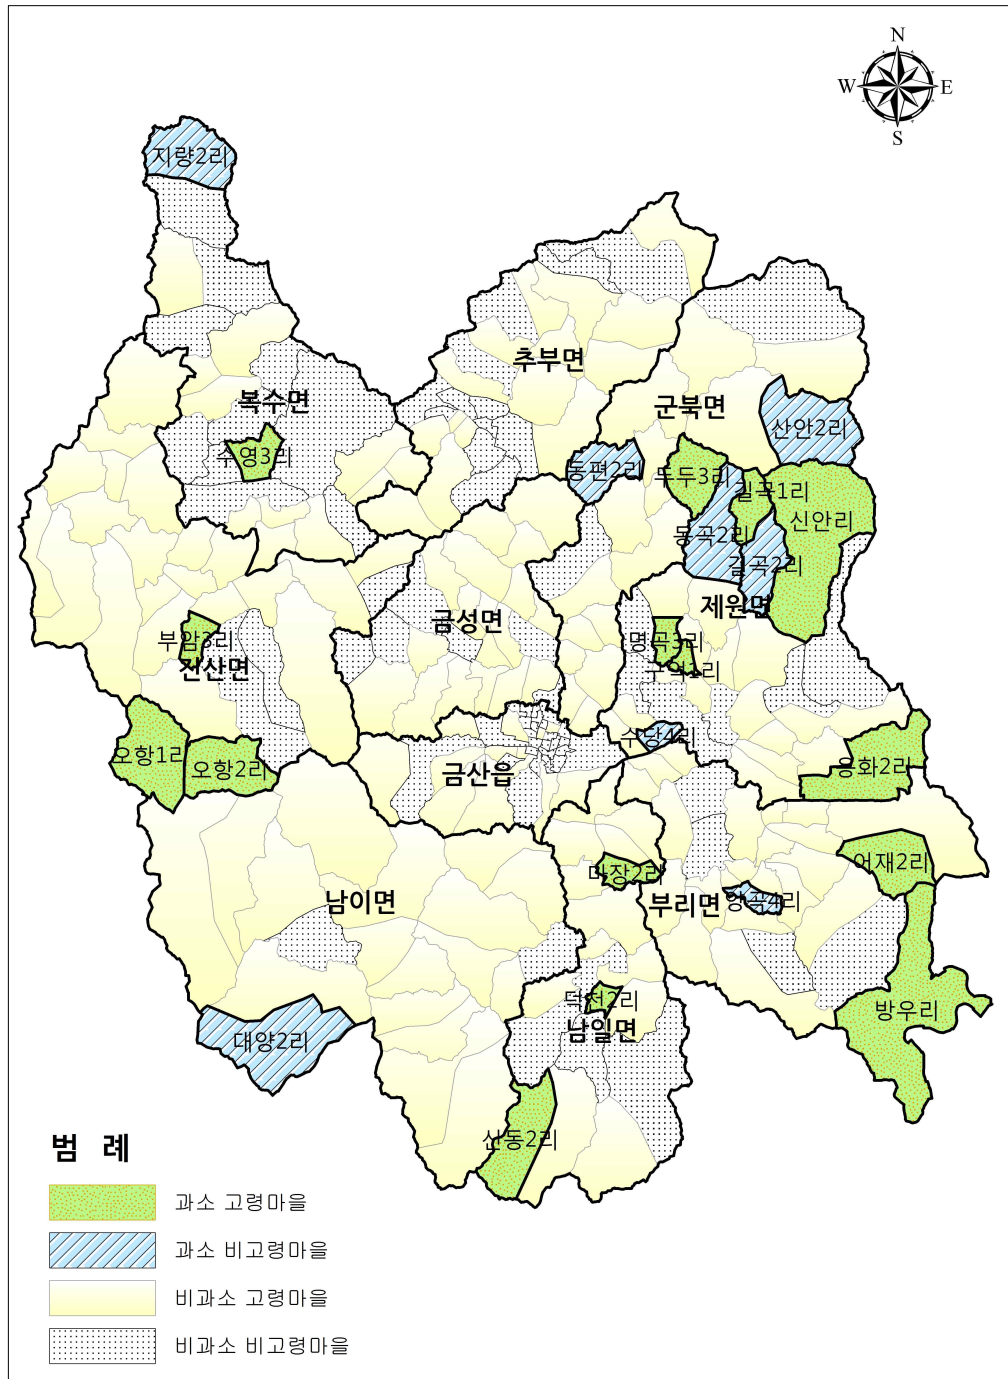 N
W E
S
지량2리
추부면
복수면
군북면
산안2리
수영3리
동편2리
두두3리
길곡1리
신안리
동곡2리
길곡2리
제원면
금성면
부암3리
진산면
명곡3리
구억1리
수당4리
오항1리
오항2리
금산읍
용화2리
마장2리
어재2리
남이면
부리면
양곡4리
덕천2리
방우리
남일면
대양2리
신동2리
범 례
과소 고령마을
과소 비고령마을
비과소 고령마을
비과소 비고령마을